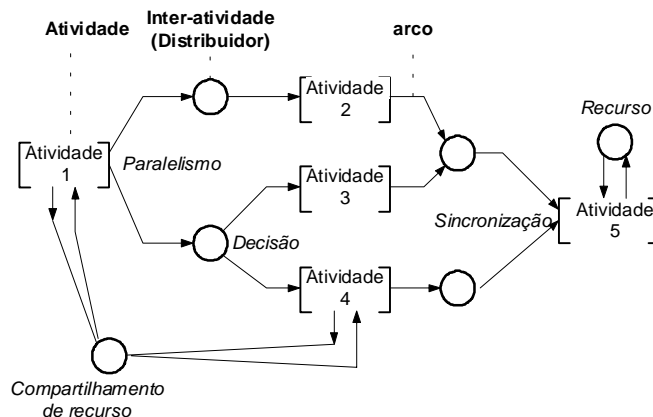 Atividade
Inter-atividade
(Distribuidor)
arco
Atividade
2
Recurso
Atividade
1
Paralelismo
Atividade
3
Sincronização
Atividade
5
Decisão
Atividade
4
Compartilhamento
de recurso